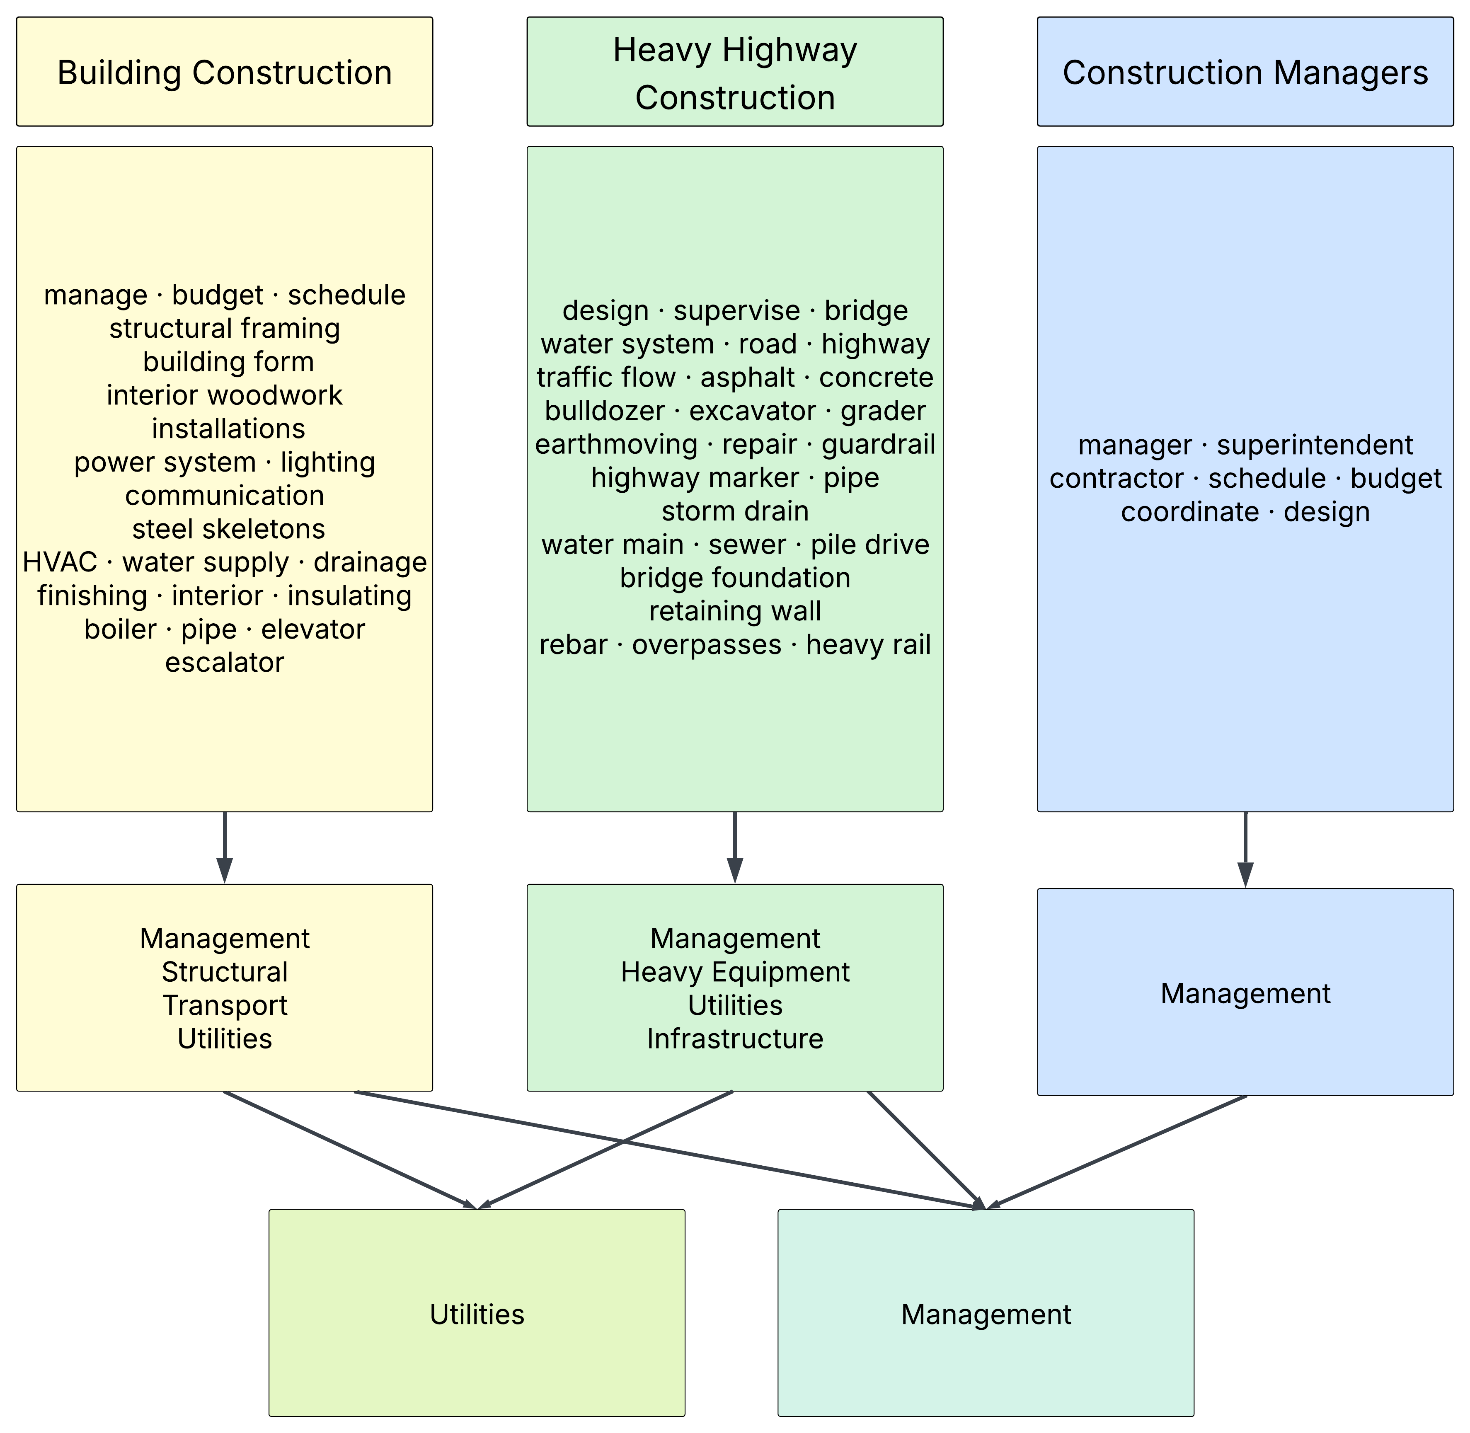 Building Construction
Heavy Highway
Construction
Construction Managers
manage · budget · schedule
structural framing
building form
interior woodwork
installations
power system · lighting
communication
steel skeletons
HVAC · water supply · drainage
finishing · interior · insulating
boiler · pipe · elevator
escalator
design · supervise · bridge
water system · road · highway
traffic flow · asphalt · concrete
bulldozer · excavator · grader
earthmoving · repair · guardrail
highway marker · pipe
storm drain
water main · sewer · pile drive
bridge foundation
retaining wall
rebar · overpasses · heavy rail
manager · superintendent
contractor · schedule · budget
coordinate · design
Management
Structural
Transport
Utilities
Management
Heavy Equipment
Utilities
Infrastructure
Management
Utilities
Management